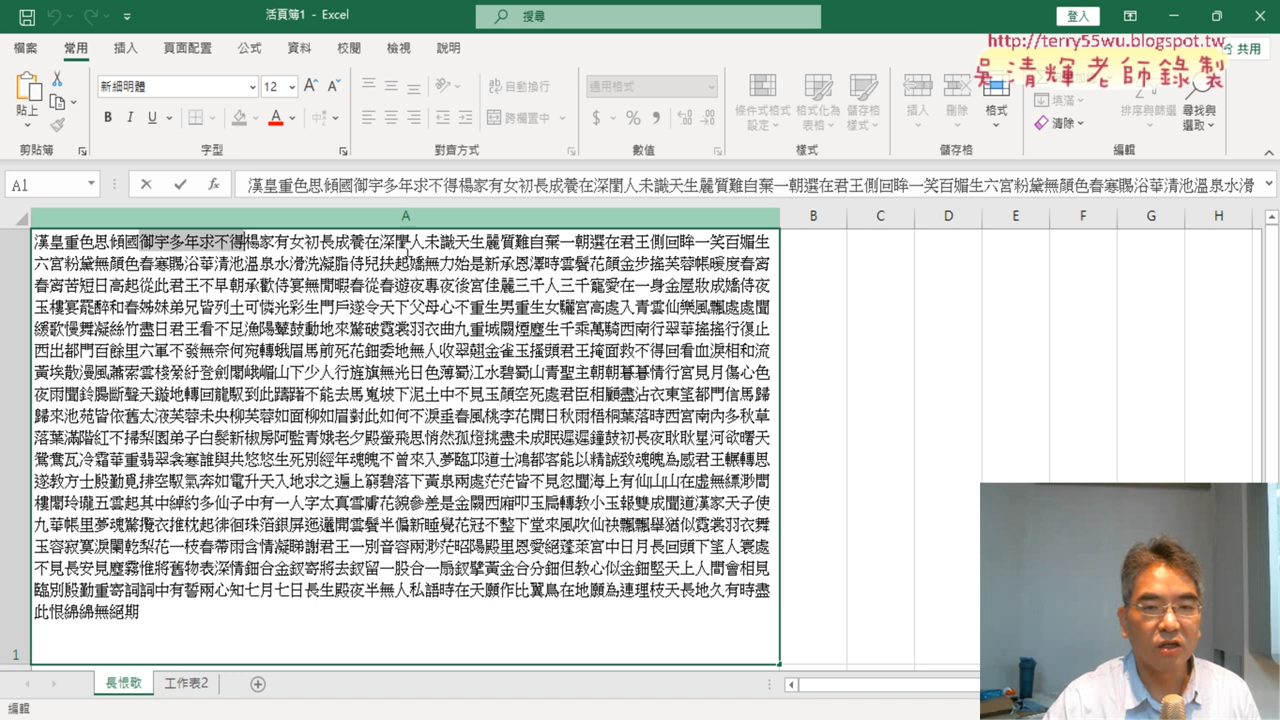 活頁簿1 - Excel
搜尋
登入
http://terry55wu.blogspot.tw
吳清輝老師錄製
檔案 常用 插入 頁面配置 公式 資料 校閱 檢視 說明
共用
貼上
新細明體 12
自動換行
通用格式
B I U A
跨欄置中
$ % 9
條件式格式設定 格式化為表格 儲存格樣式
插入 刪除 格式
填滿
清除
排序與篩選 尋找與選取
剪貼簿 字型 對齊方式 數值 樣式 儲存格 編輯
A1
fx
漢皇重色思傾國御宇多年求不得楊家有女初長成養在深閨人未識天生麗質難自棄一朝選在君王側回眸一笑百媚生六宮粉黛無顏色春寒賜浴華清池溫泉水滑
A B C D E F G H
漢皇重色思傾國御宇多年求不得楊家有女初長成養在深閨人未識天生麗質難自棄一朝選在君王側回眸一笑百媚生
六宮粉黛無顏色春寒賜浴華清池溫泉水滑洗凝脂侍兒扶起嬌無力始是新承恩澤時雲鬢花顏金步搖芙蓉帳暖度春宵
春宵苦短日高起從此君王不早朝承歡侍宴無閒暇春從春遊夜專夜後宮佳麗三千人三千寵愛在一身金屋妝成嬌侍夜
玉樓宴罷醉和春姊妹弟兄皆列土可憐光彩生門戶遂令天下父母心不重生男重生女驪宮高處入青雲仙樂風飄處處聞
緩歌慢舞凝絲竹盡日君王看不足漁陽鼙鼓動地來驚破霓裳羽衣曲九重城闕煙塵生千乘萬騎西南行翠華搖搖行復止
西出都門百餘里六軍不發無奈何宛轉蛾眉馬前死花鈿委地無人收翠翹金雀玉搔頭君王掩面救不得回看血淚相和流
黃埃散漫風蕭索雲棧縈紆登劍閣峨嵋山下少人行旌旗無光日色薄蜀江水碧蜀山青聖主朝朝暮暮情行宮見月傷心色
夜雨聞鈴腸斷聲天旋地轉回龍馭到此躊躇不能去馬嵬坡下泥土中不見玉顏空死處君臣相顧盡沾衣東望都門信馬歸
歸來池苑皆依舊太液芙蓉未央柳芙蓉如面柳如眉對此如何不淚垂春風桃李花開日秋雨梧桐葉落時西宮南內多秋草
落葉滿階紅不掃梨園弟子白髮新椒房阿監青娥老夕殿螢飛思悄然孤燈挑盡未成眠遲遲鐘鼓初長夜耿耿星河欲曙天
鴛鴦瓦冷霜華重翡翠衾寒誰與共悠悠生死別經年魂魄不曾來入夢臨邛道士鴻都客能以精誠致魂魄為感君王輾轉思
遂教方士殷勤覓排空馭氣奔如電升天入地求之遍上窮碧落下黃泉兩處茫茫皆不見忽聞海上有仙山山在虛無縹渺間
樓閣玲瓏五雲起其中綽約多仙子中有一人字太真雪膚花貌參差是金闕西廂叩玉扃轉教小玉報雙成聞道漢家天子使
九華帳里夢魂驚攬衣推枕起徘徊珠箔銀屏迤邐開雲鬢半偏新睡覺花冠不整下堂來風吹仙袂飄飄舉猶似霓裳羽衣舞
玉容寂寞淚闌乾梨花一枝春帶雨含情凝睇謝君王一別音容兩渺茫昭陽殿里恩愛絕蓬萊宮中日月長回頭下望人寰處
不見長安見塵霧惟將舊物表深情鈿合金釵寄將去釵留一股合一扇釵擘黃金合分鈿但教心似金鈿堅天上人間會相見
臨別殷勤重寄詞詞中有誓兩心知七月七日長生殿夜半無人私語時在天願作比翼鳥在地願為連理枝天長地久有時盡
此恨綿綿無絕期
1
長恨歌 工作表2
編輯